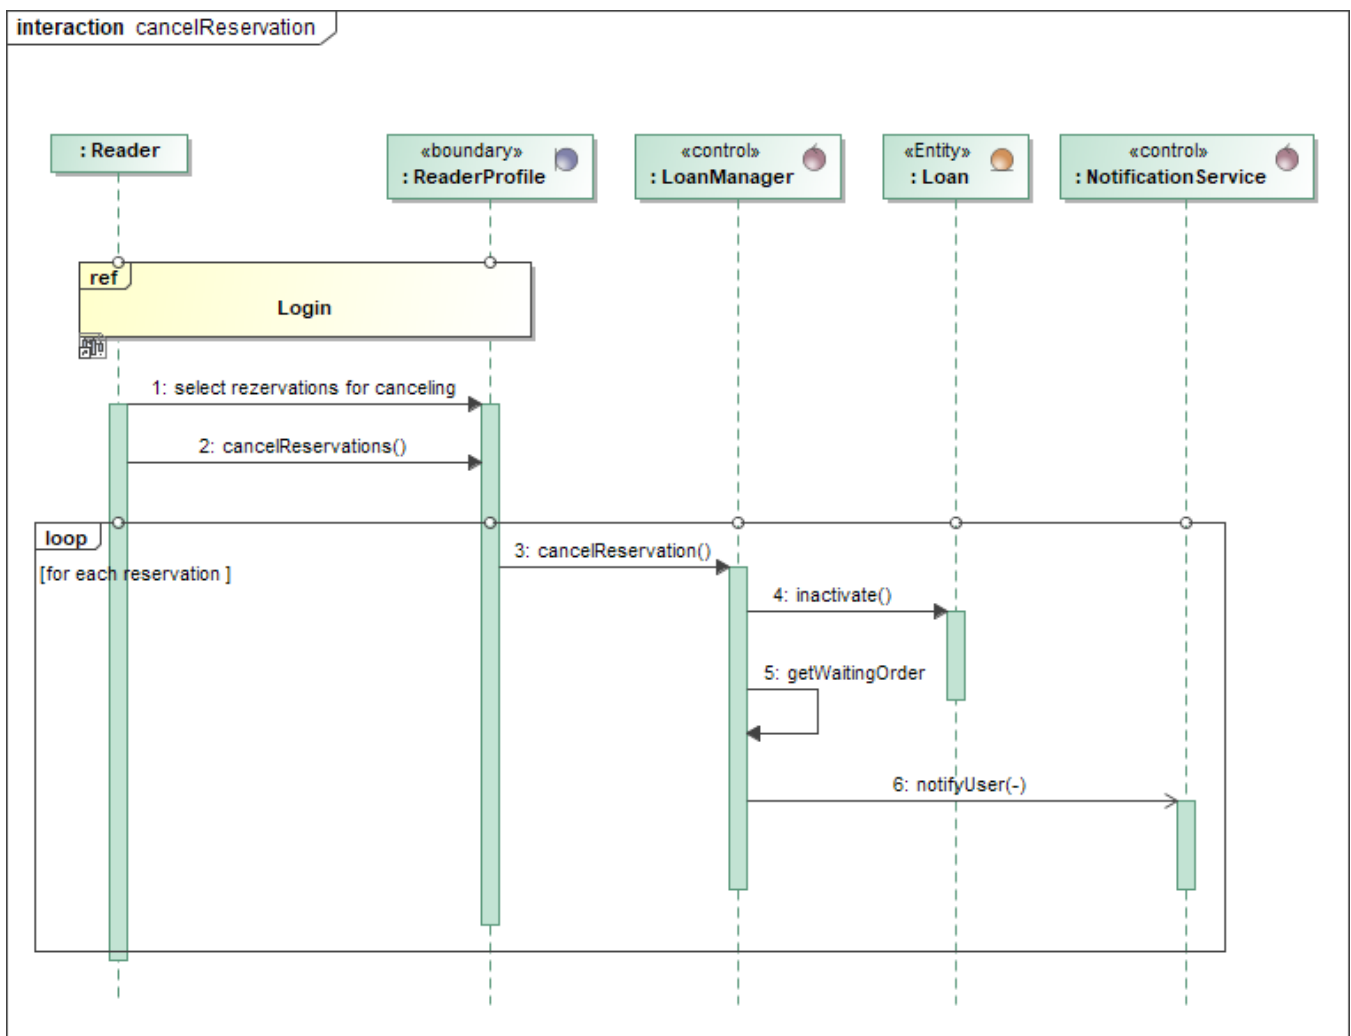 interaction cancelReservation
: Reader
«boundary»
: ReaderProfile
«control»
: LoanManager
«Entity»
: Loan
«control»
: NotificationService
ref
Login
1: select rezervations for canceling
2: cancelReservations()
loop
[for each reservation ]
3: cancelReservation()
4: inactivate()
5: getWaitingOrder
6: notifyUser(-)